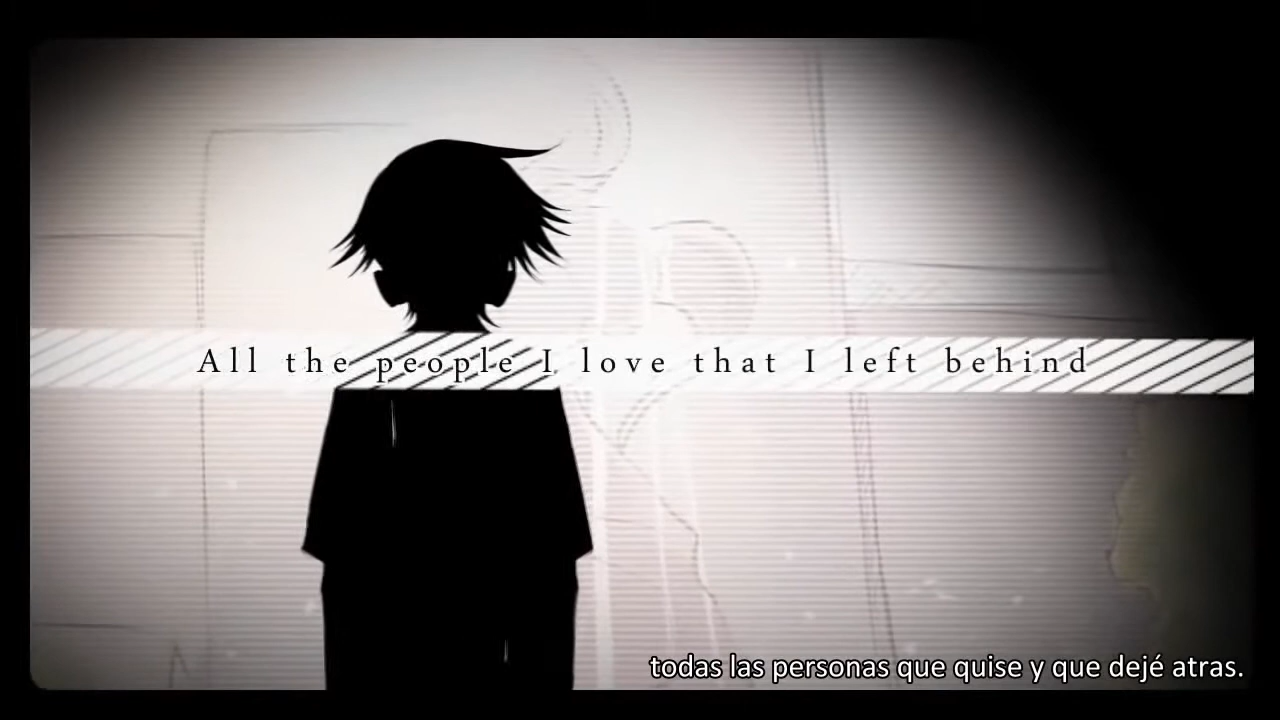 All the people I love that I left behind
todas las personas que quise y que dejé atras.